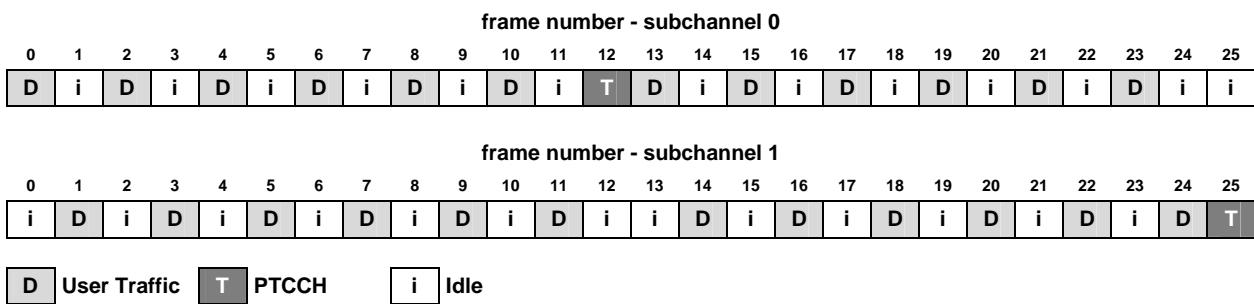 frame number - subchannel 0
0 1 2 3 4 5 6 7 8 9 10 11 12 13 14 15 16 17 18 19 20 21 22 23 24 25
D i D i D i D i D i D i T D i D i D i D i D i D i i
frame number - subchannel 1
0 1 2 3 4 5 6 7 8 9 10 11 12 13 14 15 16 17 18 19 20 21 22 23 24 25
i D i D i D i D i D i D i i D i D i D i D i D i D T
D User Traffic T PTCCH i Idle